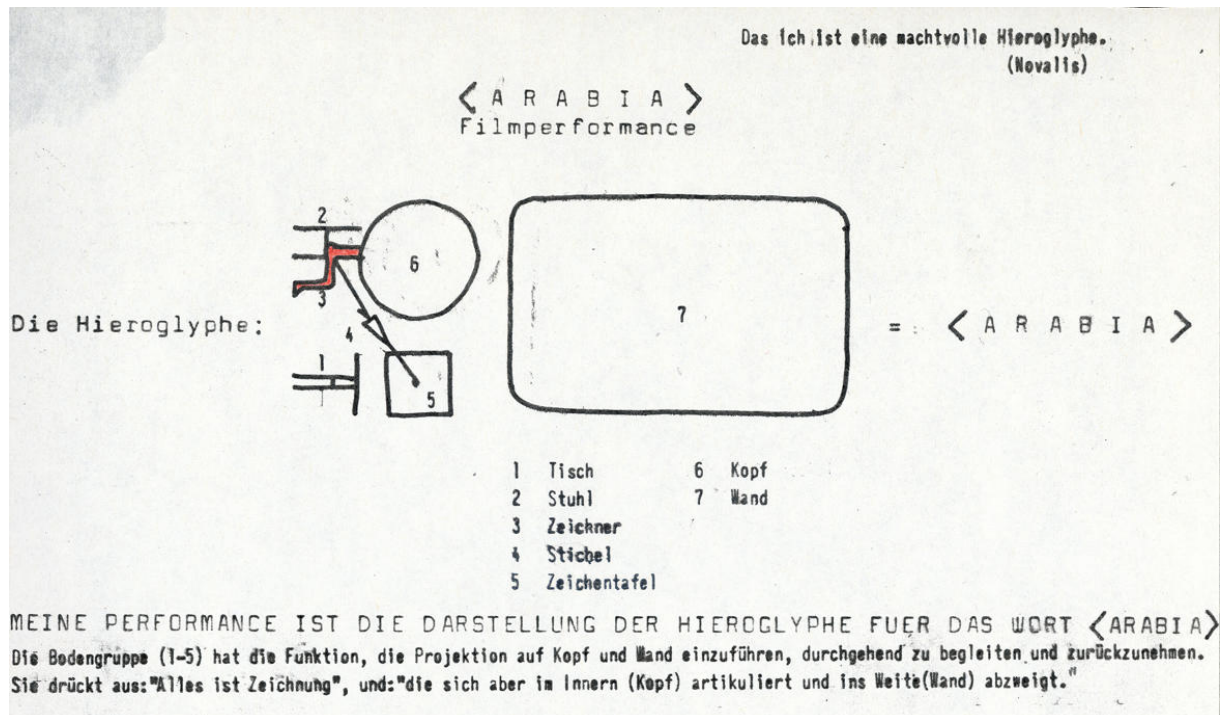 Das Ich ist eine machtvolle Hieroglyphe.
(Novalis)
< A R A B I A >
Filmperformance
2
6
3
7
Die Hieroglyphe:
4
= < A R A B I A >
1
5
1 Tisch 6 Kopf
2 Stuhl 7 Wand
3 Zeichner
4 Stichel
5 Zeichentafel
MEINE PERFORMANCE IST DIE DARSTELLUNG DER HIEROGLYPHE FUER DAS WORT <ARABIA>
Die Bodengruppe (1-5) hat die Funktion, die Projektion auf Kopf und Wand einzuführen, durchgehend zu begleiten und zurückzunehmen.
Sie drückt aus:"Alles ist Zeichnung", und:"die sich aber im Innern (Kopf) artikuliert und ins Weite(Wand) abzweigt."